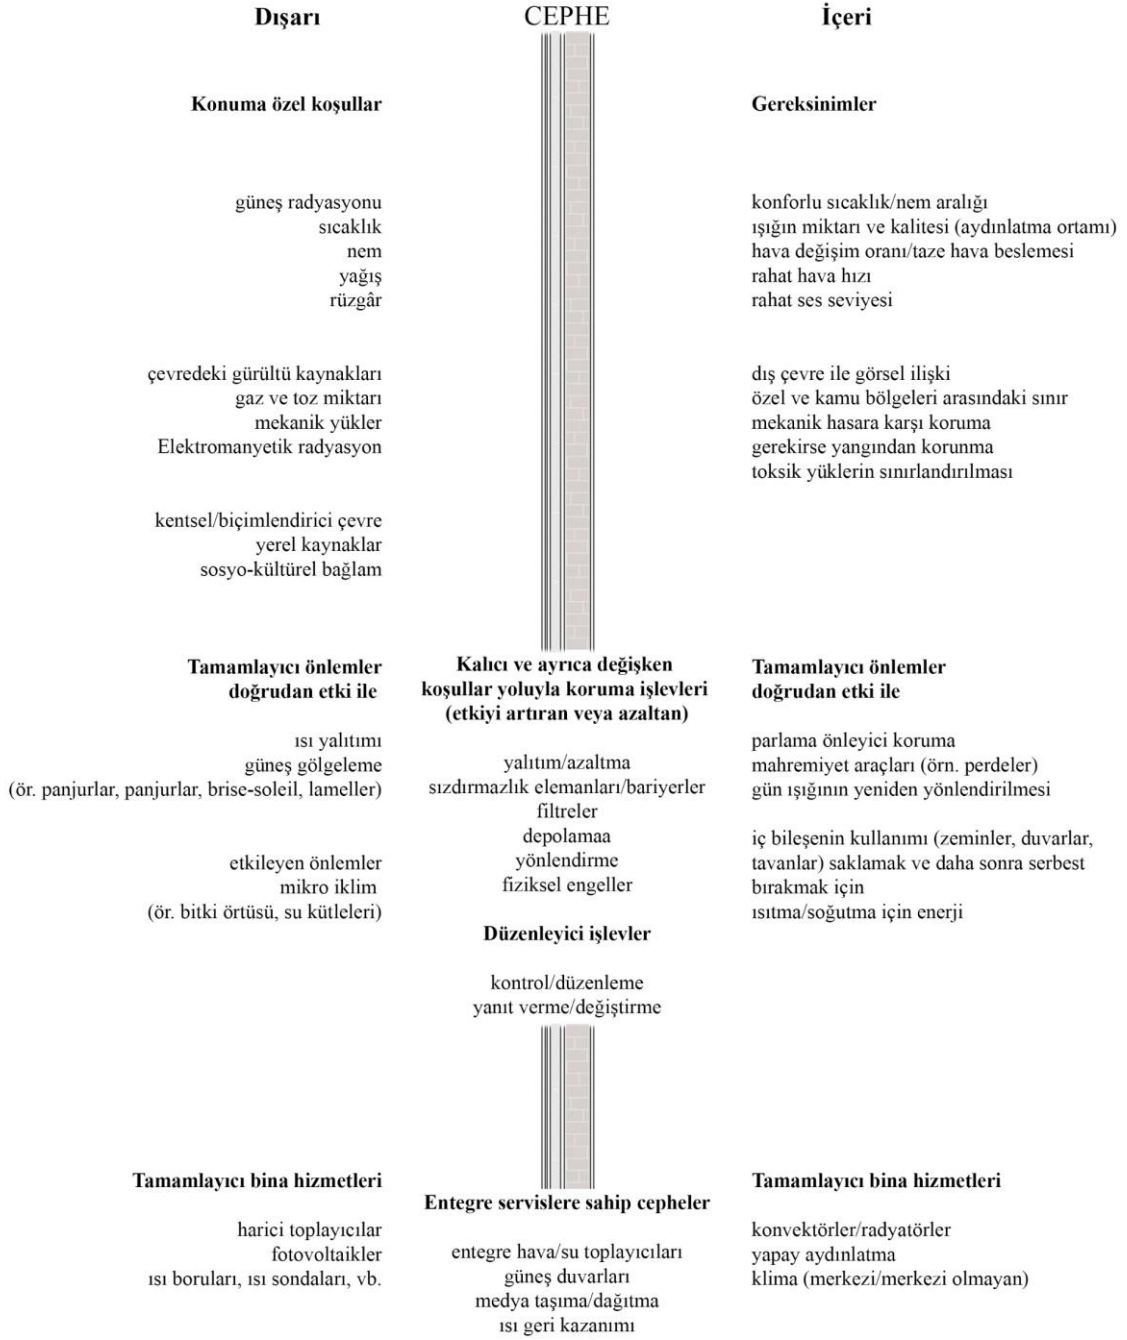 Dışarı
CEPHE
İçeri
Konuma özel koşullar
Gereksinimler
güneş radyasyonu
sıcaklık
nem
yağış
rüzgâr
konforlu sıcaklık/nem aralığı
ışığın miktarı ve kalitesi (aydınlatma ortamı)
hava değişim oranı/taze hava beslemesi
rahat hava hızı
rahat ses seviyesi
çevredeki gürültü kaynakları
gaz ve toz miktarı
mekanik yükler
Elektromanyetik radyasyon
dış çevre ile görsel ilişki
özel ve kamu bölgeleri arasındaki sınır
mekanik hasara karşı koruma
gerekirse yangından korunma
toksik yüklerin sınırlandırılması
kentsel/biçimlendirici çevre
yerel kaynaklar
sosyo-kültürel bağlam
Tamamlayıcı önlemler
doğrudan etki ile
ısı yalıtımı
güneş gölgeleme
(ör. panjurlar, panjurlar, brise-soleil, lameller)
etkileyen önlemler
mikro iklim
(ör. bitki örtüsü, su kütleleri)
Kalıcı ve ayrıca değişken
koşullar yoluyla koruma işlevleri
(etkiyi artıran veya azaltan)
yalıtım/azaltma
sızdırmazlık elemanları/bariyerler
filtreler
depolamaa
yönlendirme
fiziksel engeller
Düzenleyici işlevler
kontrol/düzenleme
yanıt verme/değiştirme
Tamamlayıcı önlemler
doğrudan etki ile
parlama önleyici koruma
mahremiyet araçları (örn. perdeler)
gün ışığının yeniden yönlendirilmesi
iç bileşenin kullanımı (zeminler, duvarlar,
tavanlar) saklamak ve daha sonra serbest
bırakmak için
ısıtma/soğutma için enerji
Tamamlayıcı bina hizmetleri
harici toplayıcılar
fotovoltaikler
ısı boruları, ısı sondaları, vb.
Entegre servislere sahip cepheler
entegre hava/su toplayıcıları
güneş duvarları
medya taşıma/dağıtma
ısı geri kazanımı
Tamamlayıcı bina hizmetleri
konvektörler/radyatörler
yapay aydınlatma
klima (merkezi/merkezi olmayan)